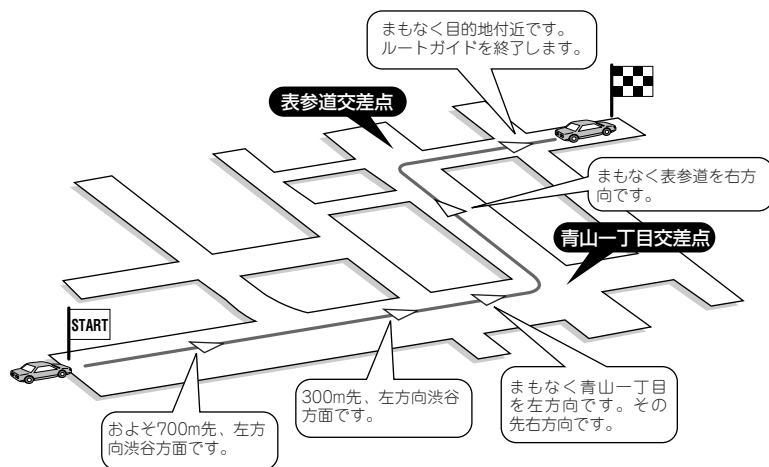 まもなく目的地付近です。
ルートガイドを終了します。
表参道交差点
まもなく表参道を右方
向です。
青山一丁目交差点
START
300m先、左方向渋谷
方面です。
まもなく青山一丁目
を左方向です。その
先右方向です。
およそ700m先、左方
向渋谷方面です。